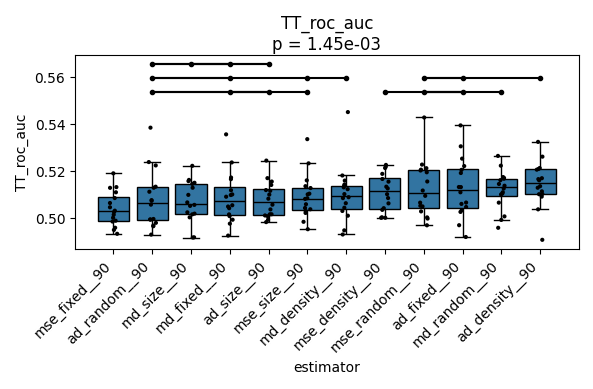 TT_roc_auc
p = 1.45e-03
TT_roc_auc
0.56
0.54
0.52
0.50
mse_fixed__90
ad_random__90
md_size__90
md_fixed__90
ad_size__90
mse_size__90
md_density__90
mse_density__90
mse_random__90
ad_fixed__90
md_random__90
ad_density__90
estimator